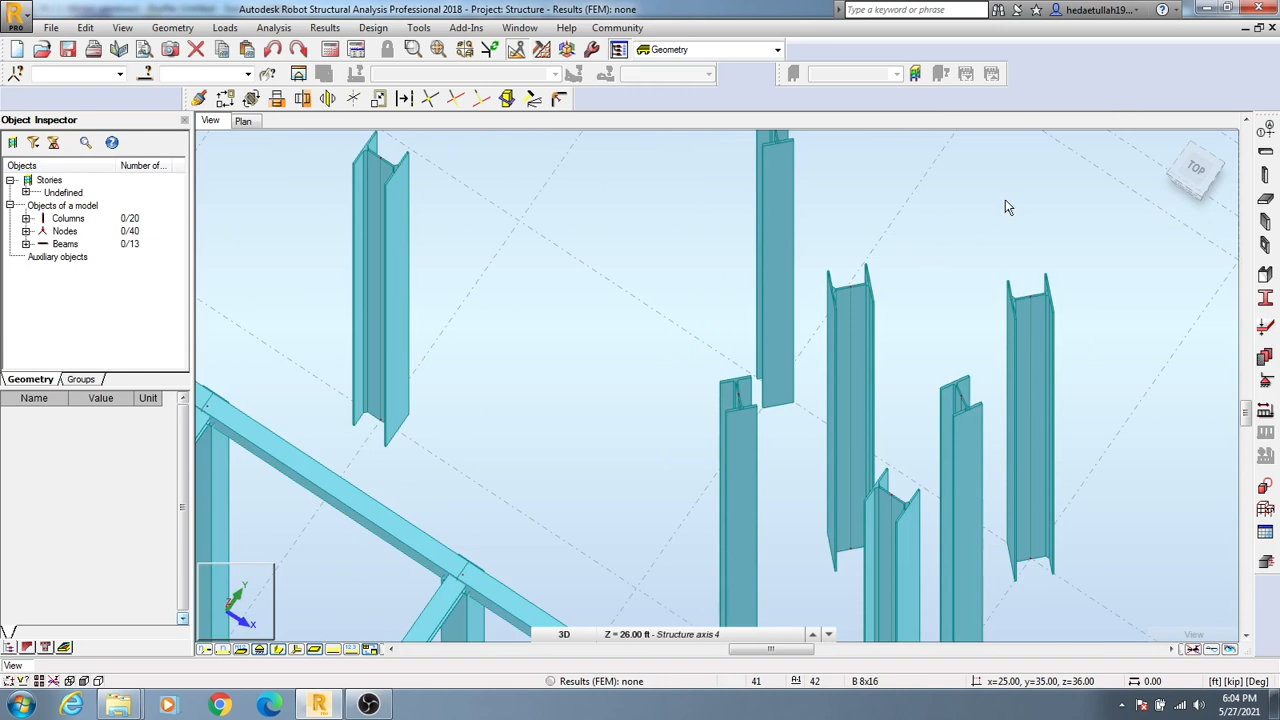 PRO
Autodesk Robot Structural Analysis Professional 2018 - Project: Structure - Results (FEM): none
Type a keyword or phrase
hedaetullah19...
File Edit View Geometry Loads Analysis Results Design Tools Add-Ins Window Help Community
Geometry
Object Inspector
View Plan
Objects Number of...
Stories
Undefined
Objects of a model
Columns 0/20
Nodes 0/40
Beams 0/13
Auxiliary objects
Geometry Groups
Name Value Unit
TOP
Y
Z
X
3D Z = 26.00 ft - Structure axis 4
View
View
Results (FEM): none 41 42 B 8x16 x=25.00, y=35.00, z=36.00 0.00 [ft] [kip] [Deg]
6:04 PM
5/27/2021